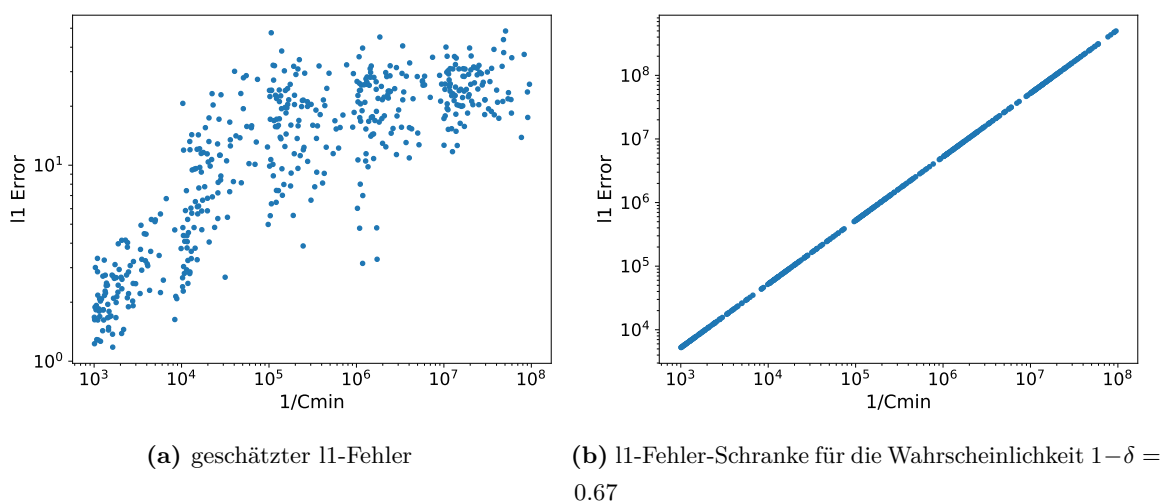 l1 Error
10^1
10^0
10^3 10^4 10^5 10^6 10^7 10^8
1/Cmin
(a) geschätzter l1-Fehler
l1 Error
10^8
10^7
10^6
10^5
10^4
10^3 10^4 10^5 10^6 10^7 10^8
1/Cmin
(b) l1-Fehler-Schranke für die Wahrscheinlichkeit 1−δ =
0.67